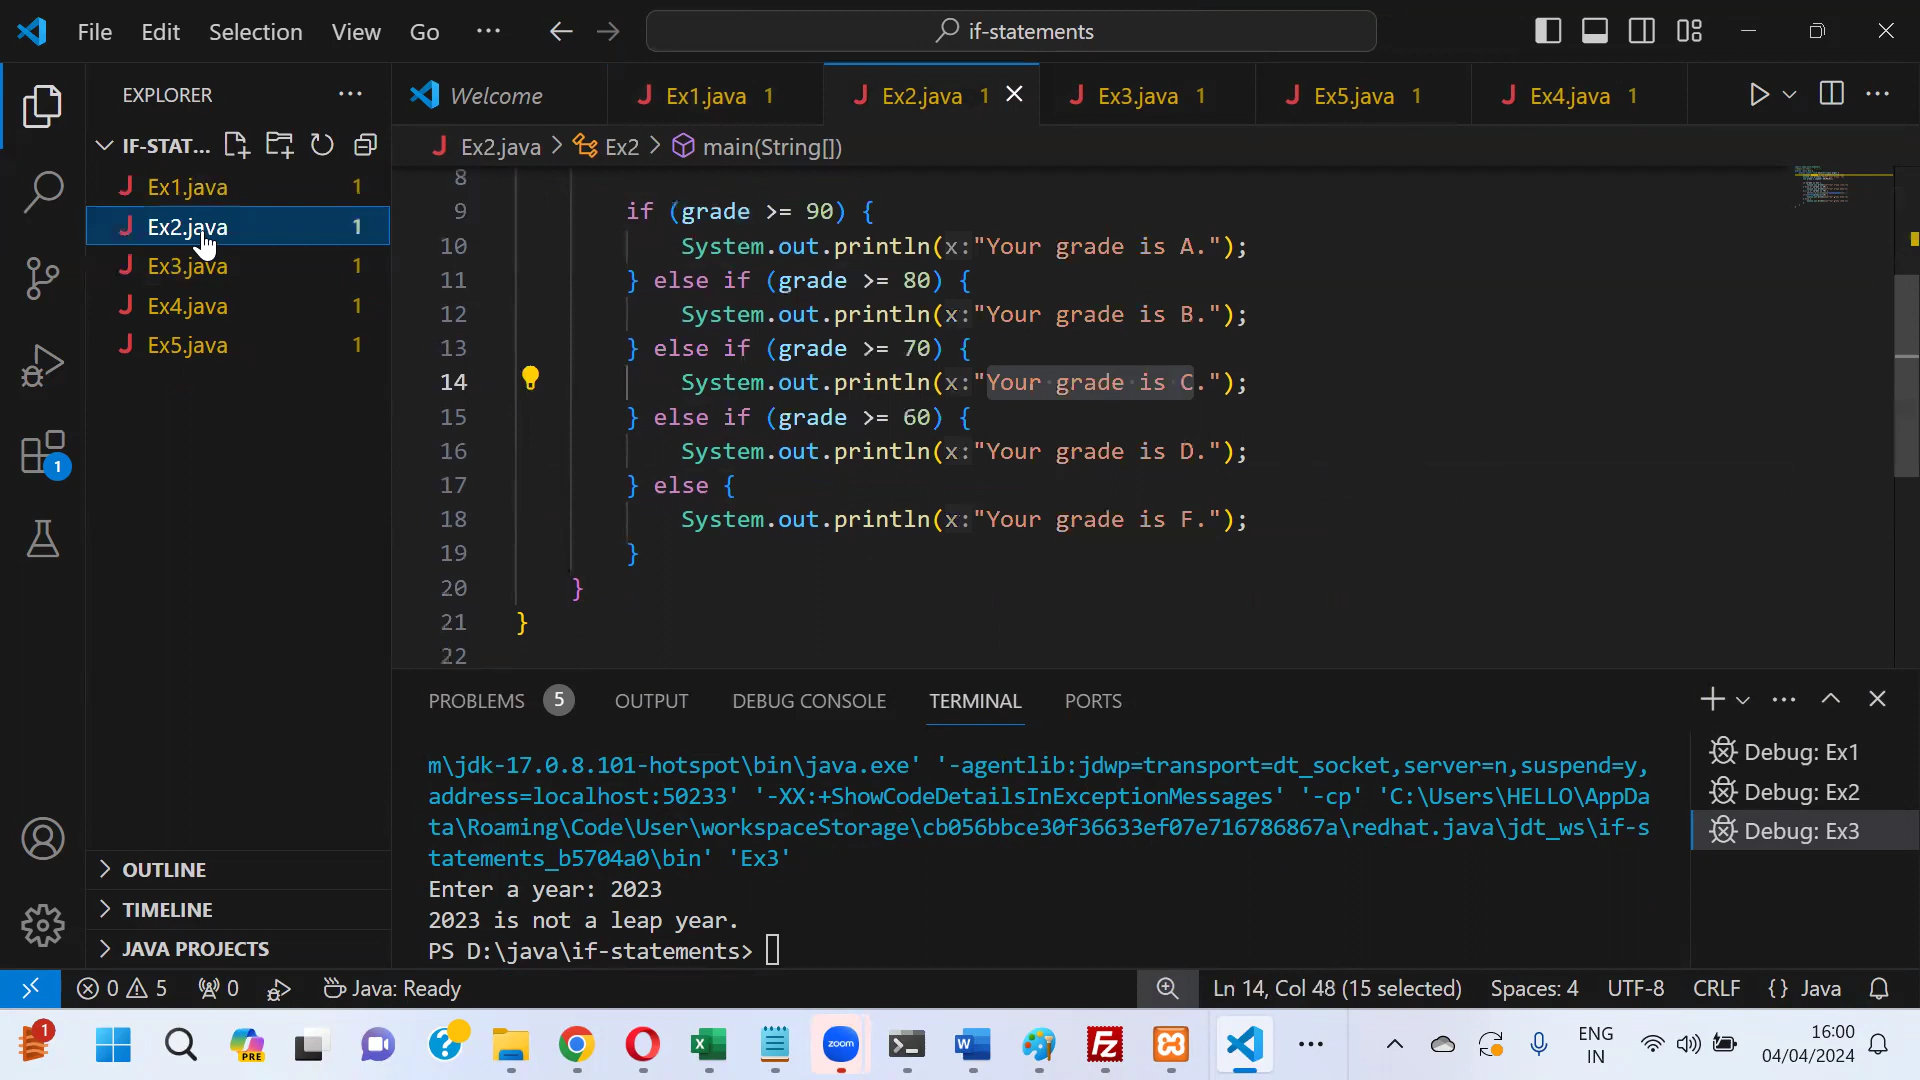 File Edit Selection View Go ··· if-statements
EXPLORER ···
IF-STAT...
Ex1.java 1
Ex2.java 1
Ex3.java 1
Ex4.java 1
Ex5.java 1
OUTLINE
TIMELINE
JAVA PROJECTS
Welcome Ex1.java 1 Ex2.java 1 Ex3.java 1 Ex5.java 1 Ex4.java 1
Ex2.java > Ex2 > main(String[])
8
9 if (grade >= 90) {
10 System.out.println(x:"Your grade is A.");
11 } else if (grade >= 80) {
12 System.out.println(x:"Your grade is B.");
13 } else if (grade >= 70) {
14 System.out.println(x:"Your grade is C.");
15 } else if (grade >= 60) {
16 System.out.println(x:"Your grade is D.");
17 } else {
18 System.out.println(x:"Your grade is F.");
19 }
20 }
21 }
22
PROBLEMS 5 OUTPUT DEBUG CONSOLE TERMINAL PORTS
m\jdk-17.0.8.101-hotspot\bin\java.exe' '-agentlib:jdwp=transport=dt_socket,server=n,suspend=y,
address=localhost:50233' '-XX:+ShowCodeDetailsInExceptionMessages' '-cp' 'C:\Users\HELLO\AppDa
ta\Roaming\Code\User\workspaceStorage\cb056bbce30f36633ef07e716786867a\redhat.java\jdt_ws\if-s
tatements_b5704a0\bin' 'Ex3'
Enter a year: 2023
2023 is not a leap year.
PS D:\java\if-statements>
Debug: Ex1
Debug: Ex2
Debug: Ex3
1
0 5 0 Java: Ready Ln 14, Col 48 (15 selected) Spaces: 4 UTF-8 CRLF {} Java
1 PRE zoom ENG
IN
16:00
04/04/2024